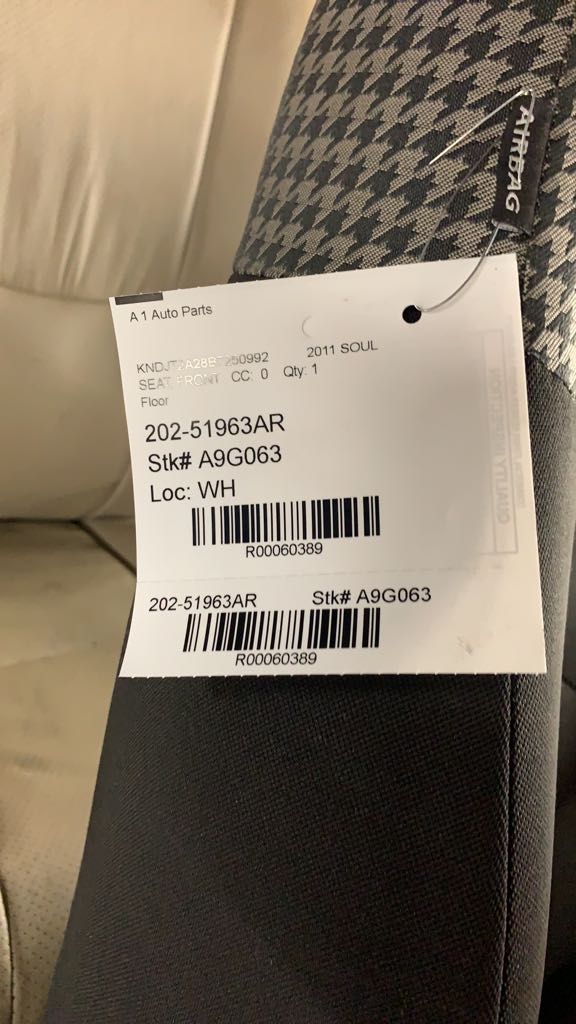 AIRBAG
A 1 Auto Parts
KNDJT2A28B7250992 2011 SOUL
SEAT, FRONT CC: 0 Qty: 1
Floor
202-51963AR
Stk# A9G063
Loc: WH
R00060389
202-51963AR Stk# A9G063
R00060389